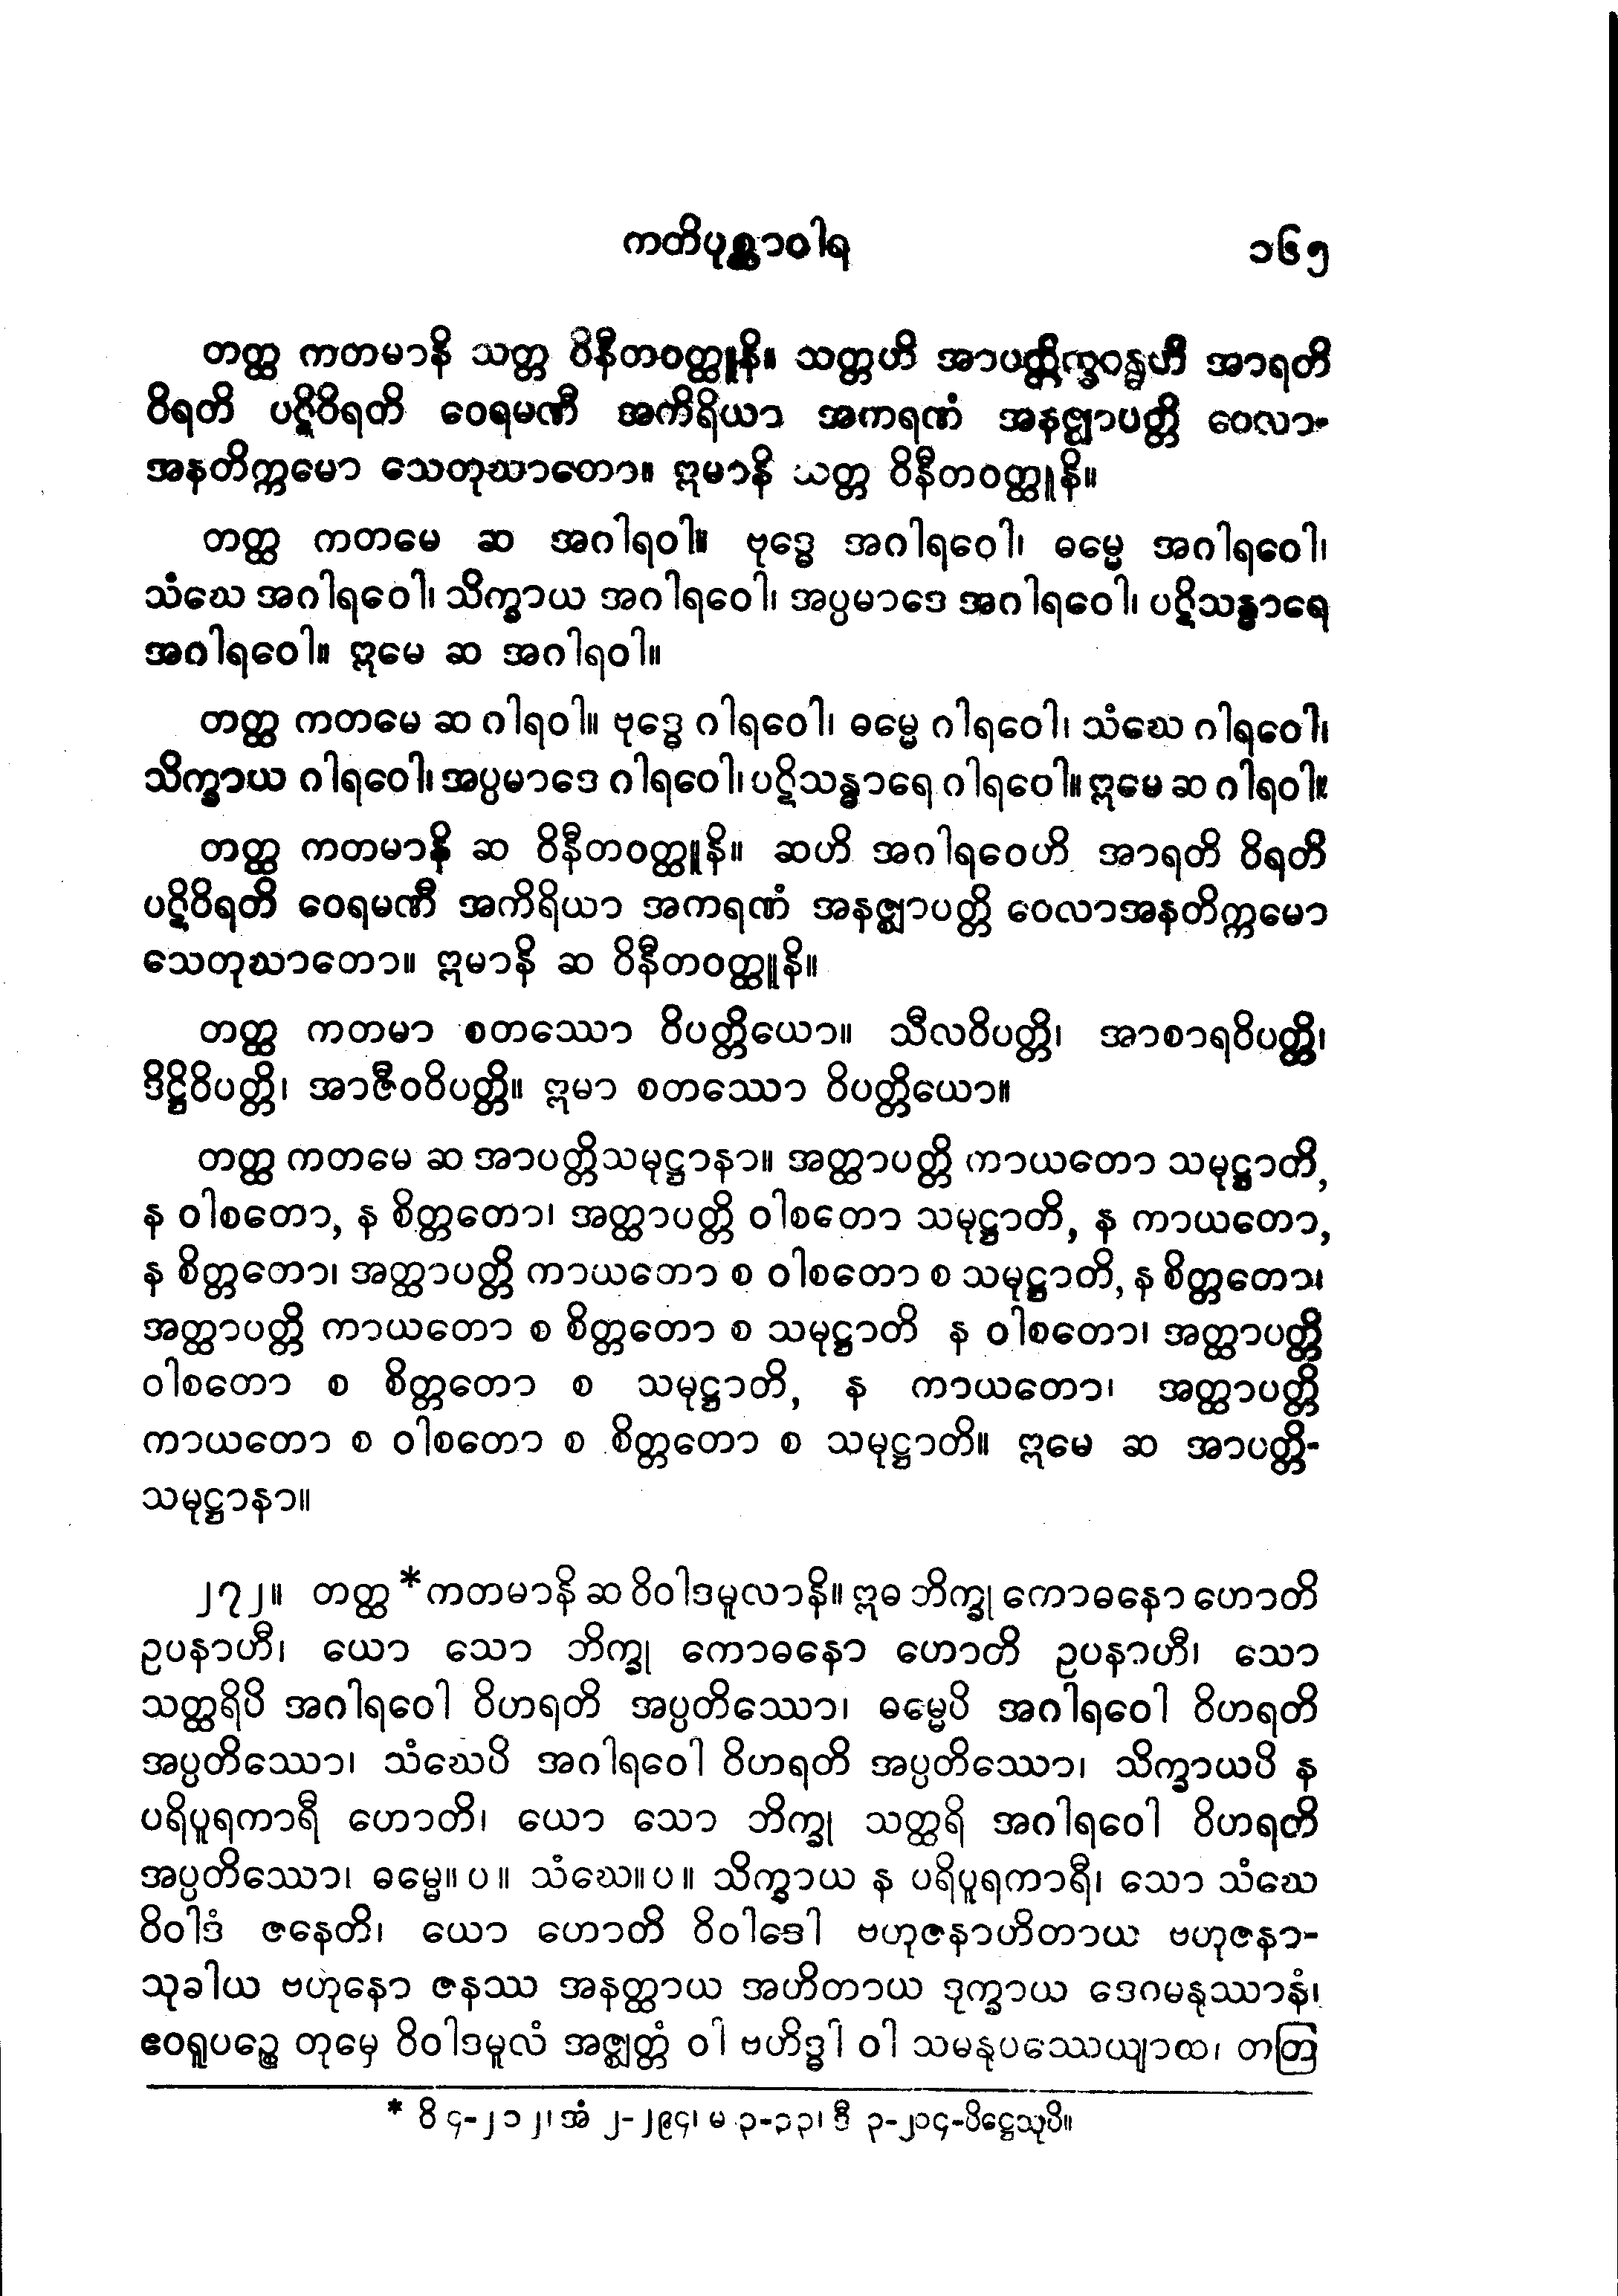 ကတိပုစ္ဆာဝါရ ၁၆၅
တတ္ထ ကတမာနိ သတ္တ ဝိနီတဝတ္ထူနိ။ သတ္တဟိ အာပတ္တိက္ခန္ဓေဟိ အာရတိ
ဝိရတိ ပဋိဝိရတိ ဝေရမဏီ အကိရိယာ အကရဏံ အနဇ္ဈာပတ္တိ ဝေလာ-
အနတိက္ကမော သေတုဃာတော။ ဣမာနိ သတ္တ ဝိနီတဝတ္ထူနိ။
တတ္ထ ကတမေ ဆ အဂါရဝါ။ ဗုဒ္ဓေ အဂါရဝေါ၊ ဓမ္မေ အဂါရဝေါ၊
သံဃေ အဂါရဝေါ၊ သိက္ခာယ အဂါရဝေါ၊ အပ္ပမာဒေ အဂါရဝေါ၊ ပဋိသန္ထာရေ
အဂါရဝေါ။ ဣမေ ဆ အဂါရဝါ။
တတ္ထ ကတမေ ဆ ဂါရဝါ။ ဗုဒ္ဓေ ဂါရဝေါ၊ ဓမ္မေ ဂါရဝေါ၊ သံဃေ ဂါရဝေါ၊
သိက္ခာယ ဂါရဝေါ၊ အပ္ပမာဒေ ဂါရဝေါ၊ ပဋိသန္ထာရေ ဂါရဝေါ။ ဣမေ ဆ ဂါရဝါ။
တတ္ထ ကတမာနိ ဆ ဝိနီတဝတ္ထူနိ။ ဆဟိ အဂါရဝေဟိ အာရတိ ဝိရတိ
ပဋိဝိရတိ ဝေရမဏီ အကိရိယာ အကရဏံ အနဇ္ဈာပတ္တိ ဝေလာအနတိက္ကမော
သေတုဃာတော။ ဣမာနိ ဆ ဝိနီတဝတ္ထူနိ။
တတ္ထ ကတမာ စတဿော ဝိပတ္တိယော။ သီလဝိပတ္တိ၊ အာစာရဝိပတ္တိ၊
ဒိဋ္ဌိဝိပတ္တိ၊ အာဇီဝဝိပတ္တိ။ ဣမာ စတဿော ဝိပတ္တိယော။
တတ္ထ ကတမေ ဆ အာပတ္တိသမုဋ္ဌာနာ။ အတ္ထာပတ္တိ ကာယတော သမုဋ္ဌာတိ,
န ဝါစတော, န စိတ္တတော၊ အတ္ထာပတ္တိ ဝါစတော သမုဋ္ဌာတိ, န ကာယတော,
န စိတ္တတော၊ အတ္ထာပတ္တိ ကာယတော စ ဝါစတော စ သမုဋ္ဌာတိ, န စိတ္တတော၊
အတ္ထာပတ္တိ ကာယတော စ စိတ္တတော စ သမုဋ္ဌာတိ န ဝါစတော၊ အတ္ထာပတ္တိ
ဝါစတော စ စိတ္တတော စ သမုဋ္ဌာတိ, န ကာယတော၊ အတ္ထာပတ္တိ
ကာယတော စ ဝါစတော စ စိတ္တတော စ သမုဋ္ဌာတိ။ ဣမေ ဆ အာပတ္တိ-
သမုဋ္ဌာနာ။
၂၇၂။ တတ္ထ *ကတမာနိ ဆ ဝိဝါဒမူလာနိ။ ဣဓ ဘိက္ခု ကောဓနော ဟောတိ
ဥပနာဟီ၊ ယော သော ဘိက္ခု ကောဓနော ဟောတိ ဥပနာဟီ၊ သော
သတ္ထရိပိ အဂါရဝေါ ဝိဟရတိ အပ္ပတိဿော၊ ဓမ္မေပိ အဂါရဝေါ ဝိဟရတိ
အပ္ပတိဿော၊ သံဃေပိ အဂါရဝေါ ဝိဟရတိ အပ္ပတိဿော၊ သိက္ခာယပိ န
ပရိပူရကာရီ ဟောတိ၊ ယော သော ဘိက္ခု သတ္ထရိ အဂါရဝေါ ဝိဟရတိ
အပ္ပတိဿော၊ ဓမ္မေ။ ပ။ သံဃေ။ ပ။ သိက္ခာယ န ပရိပူရကာရီ၊ သော သံဃေ
ဝိဝါဒံ ဇနေတိ၊ ယော ဟောတိ ဝိဝါဒေါ ဗဟုဇနာဟိတာယ ဗဟုဇနာ-
သုခါယ ဗဟုနော ဇနဿ အနတ္ထာယ အဟိတာယ ဒုက္ခာယ ဒေဝမနုဿာနံ၊
ဧဝရူပဉ္စေ တုမှေ ဝိဝါဒမူလံ အဇ္ဈတ္တံ ဝါ ဗဟိဒ္ဓါ ဝါ သမနုပဿေယျာထ၊ တတြ
* ဝိ ၄-၂၁၂၊ အံ ၂-၂၉၄၊ မ ၃-၃၃၊ ဒီ ၃-၂၀၄-ပိဋ္ဌေသုပိ။